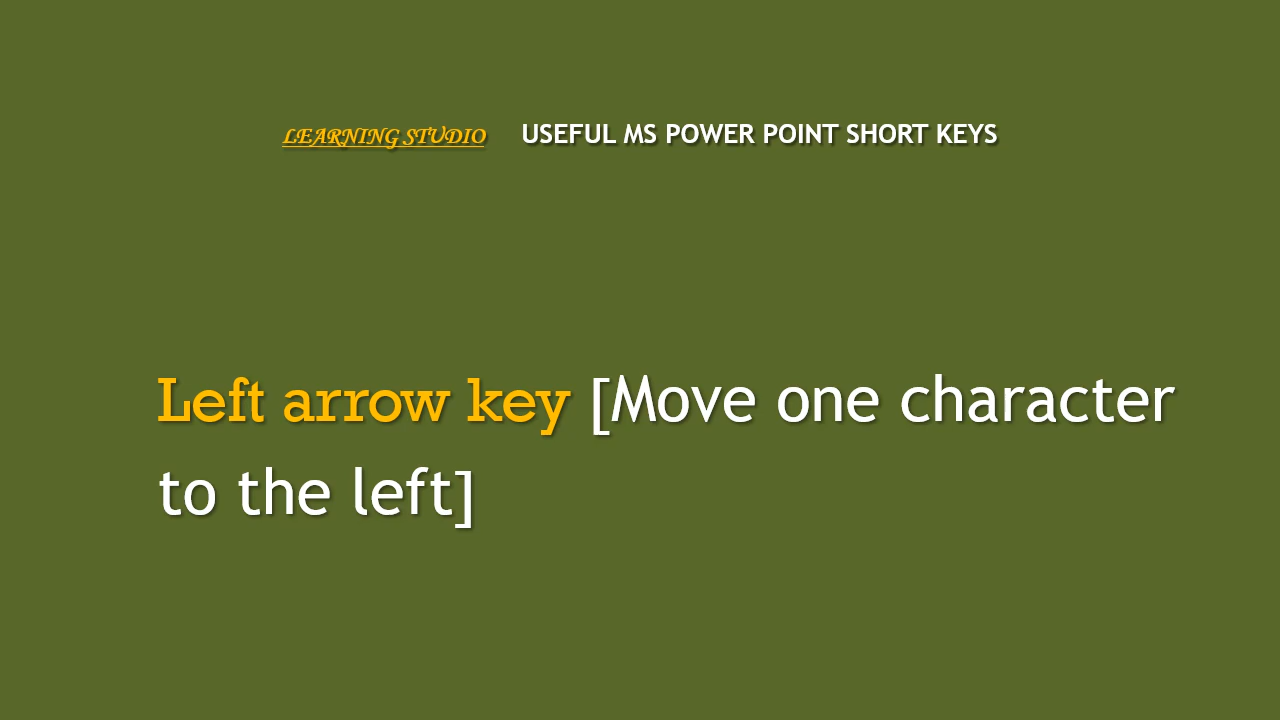 LEARNING STUDIO USEFUL MS POWER POINT SHORT KEYS
Left arrow key [Move one character
to the left]